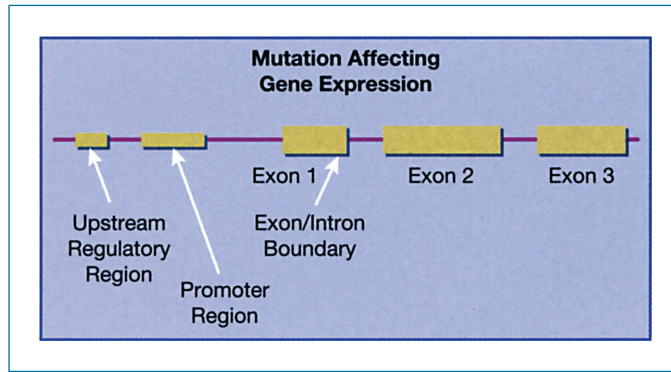 Mutation Affecting
Gene Expression
Exon 1
Exon 2
Exon 3
Upstream
Regulatory
Region
Exon/Intron
Boundary
Promoter
Region